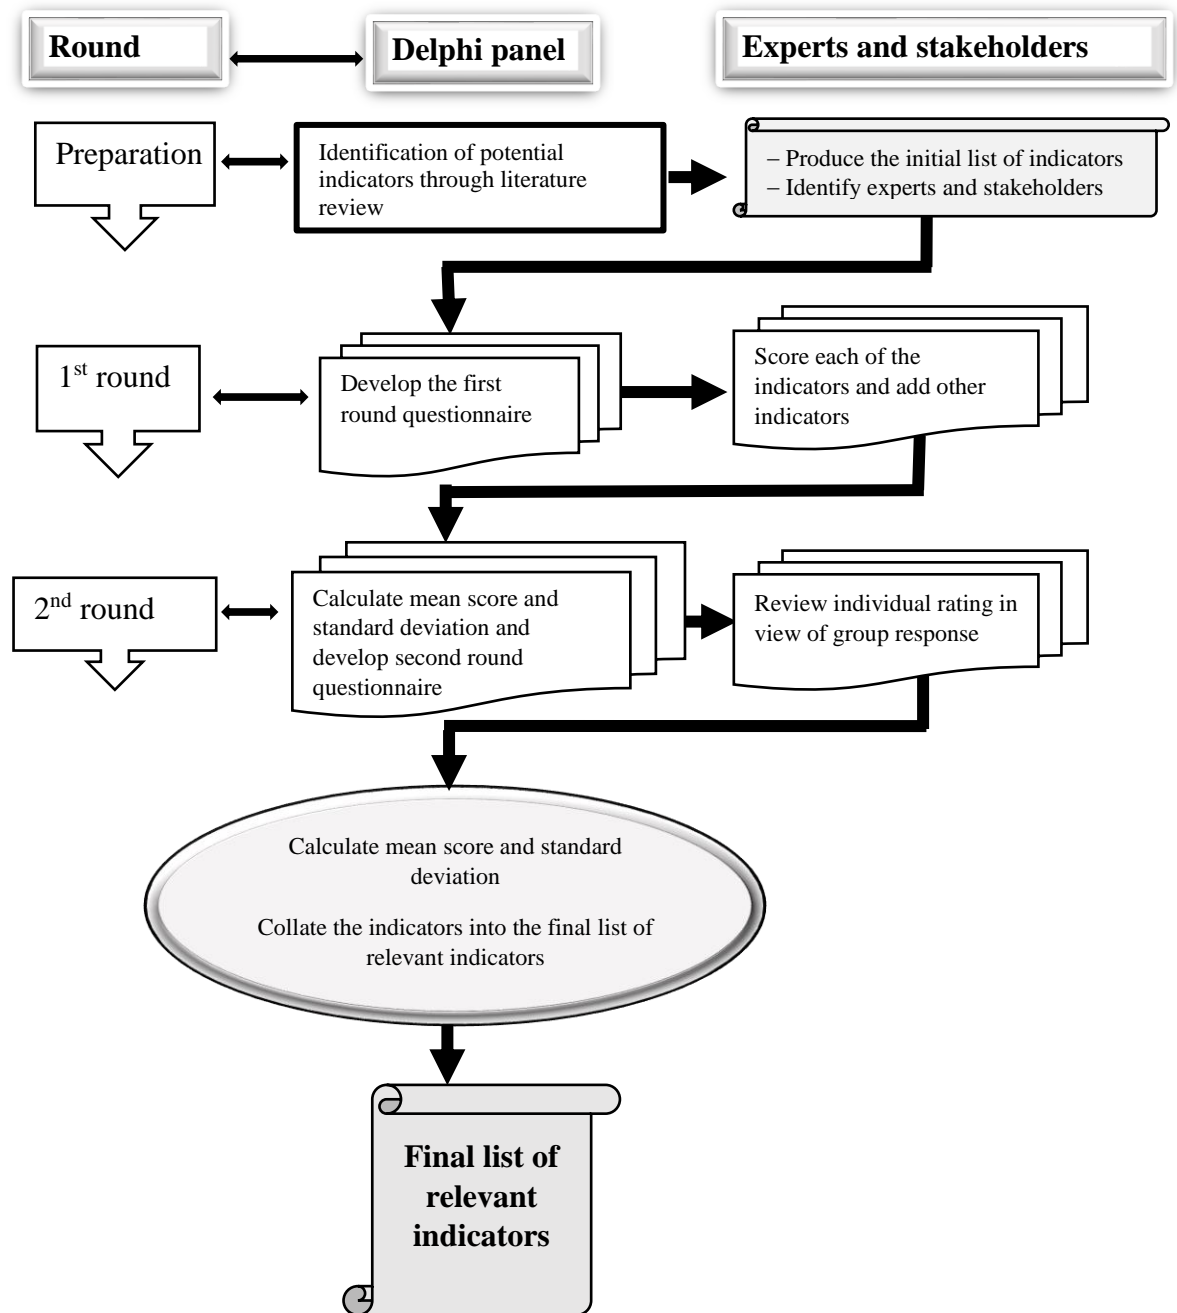 Round
Delphi panel
Experts and stakeholders
Preparation
Identification of potential
indicators through literature
review
– Produce the initial list of indicators
– Identify experts and stakeholders
1st round
Develop the first
round questionnaire
Score each of the
indicators and add other
indicators
2nd round
Calculate mean score and
standard deviation and
develop second round
questionnaire
Review individual rating in
view of group response
Calculate mean score and standard
deviation
Collate the indicators into the final list of
relevant indicators
Final list of
relevant
indicators